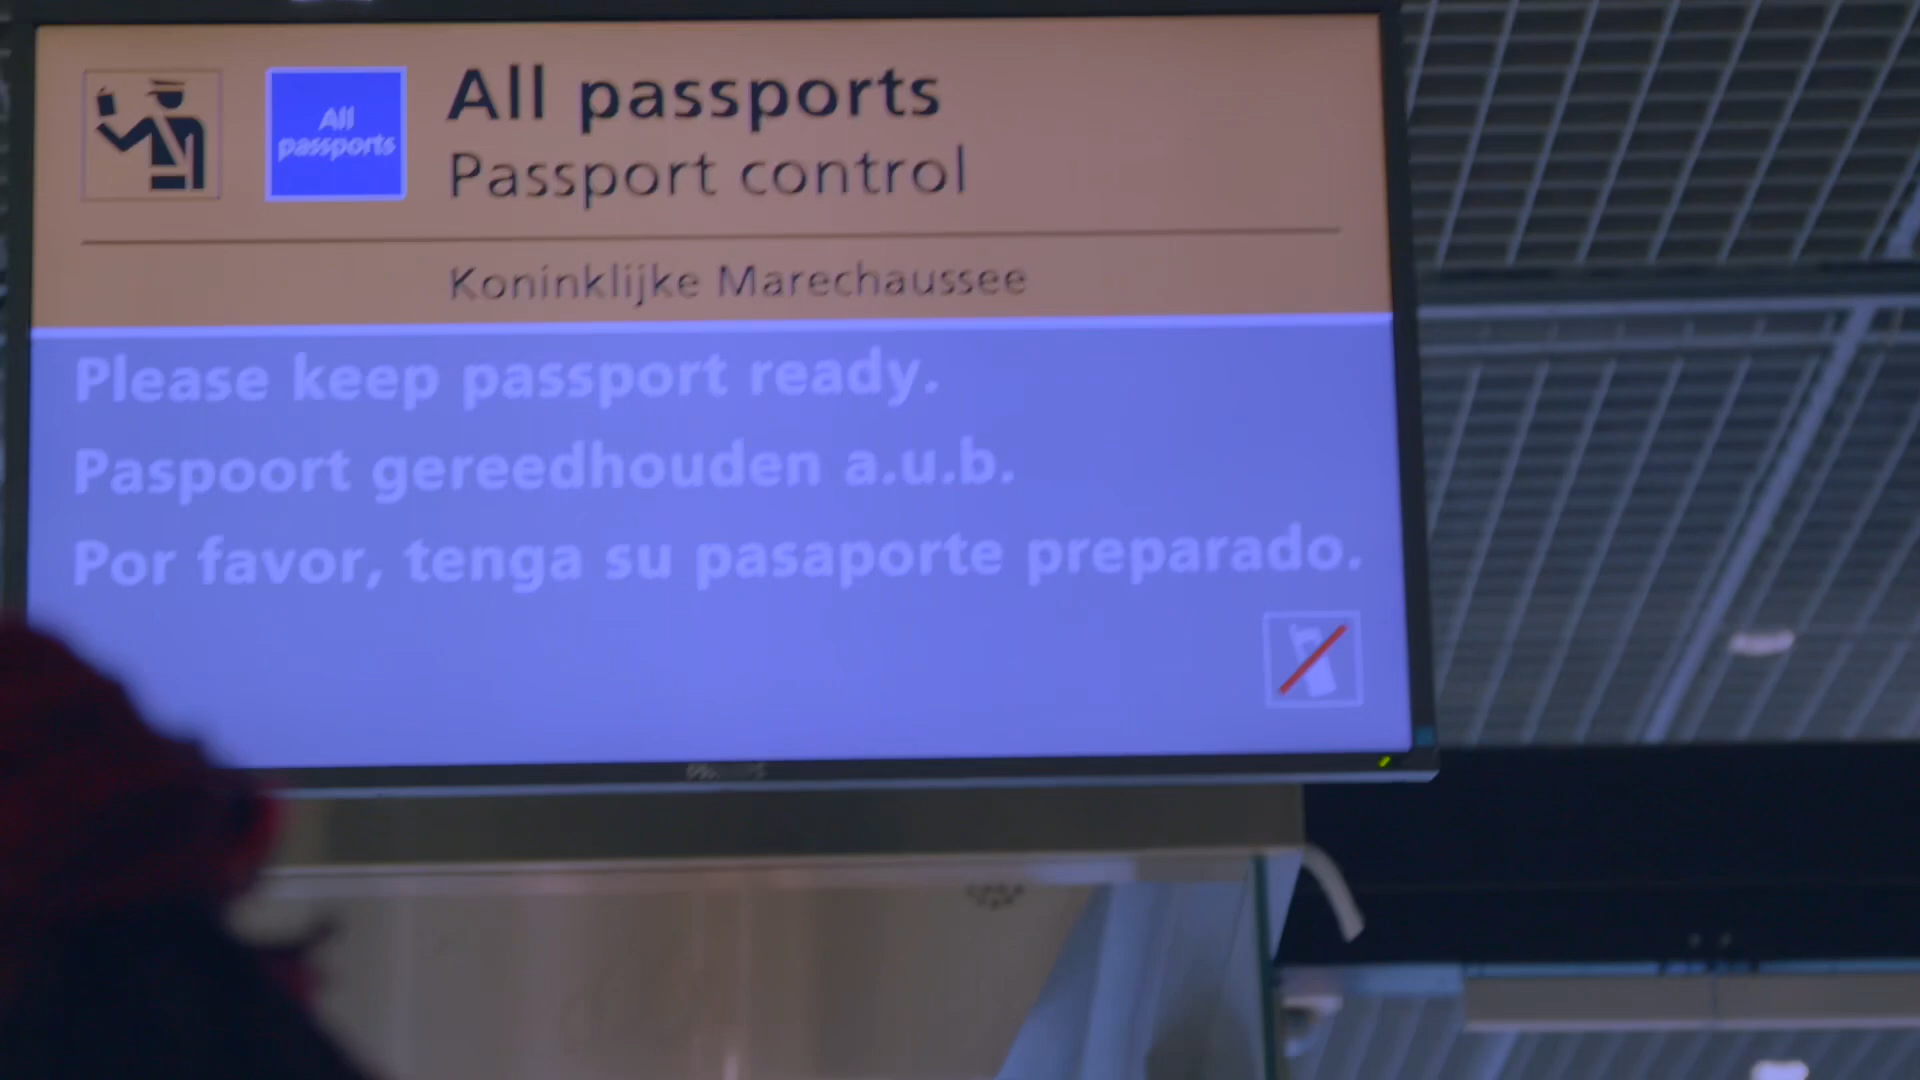 All passports
All
passports
Passport control
Koninklijke Marechaussee
Please keep passport ready.
Paspoort gereedhouden a.u.b.
Por favor, tenga su pasaporte preparado.
PHILIPS